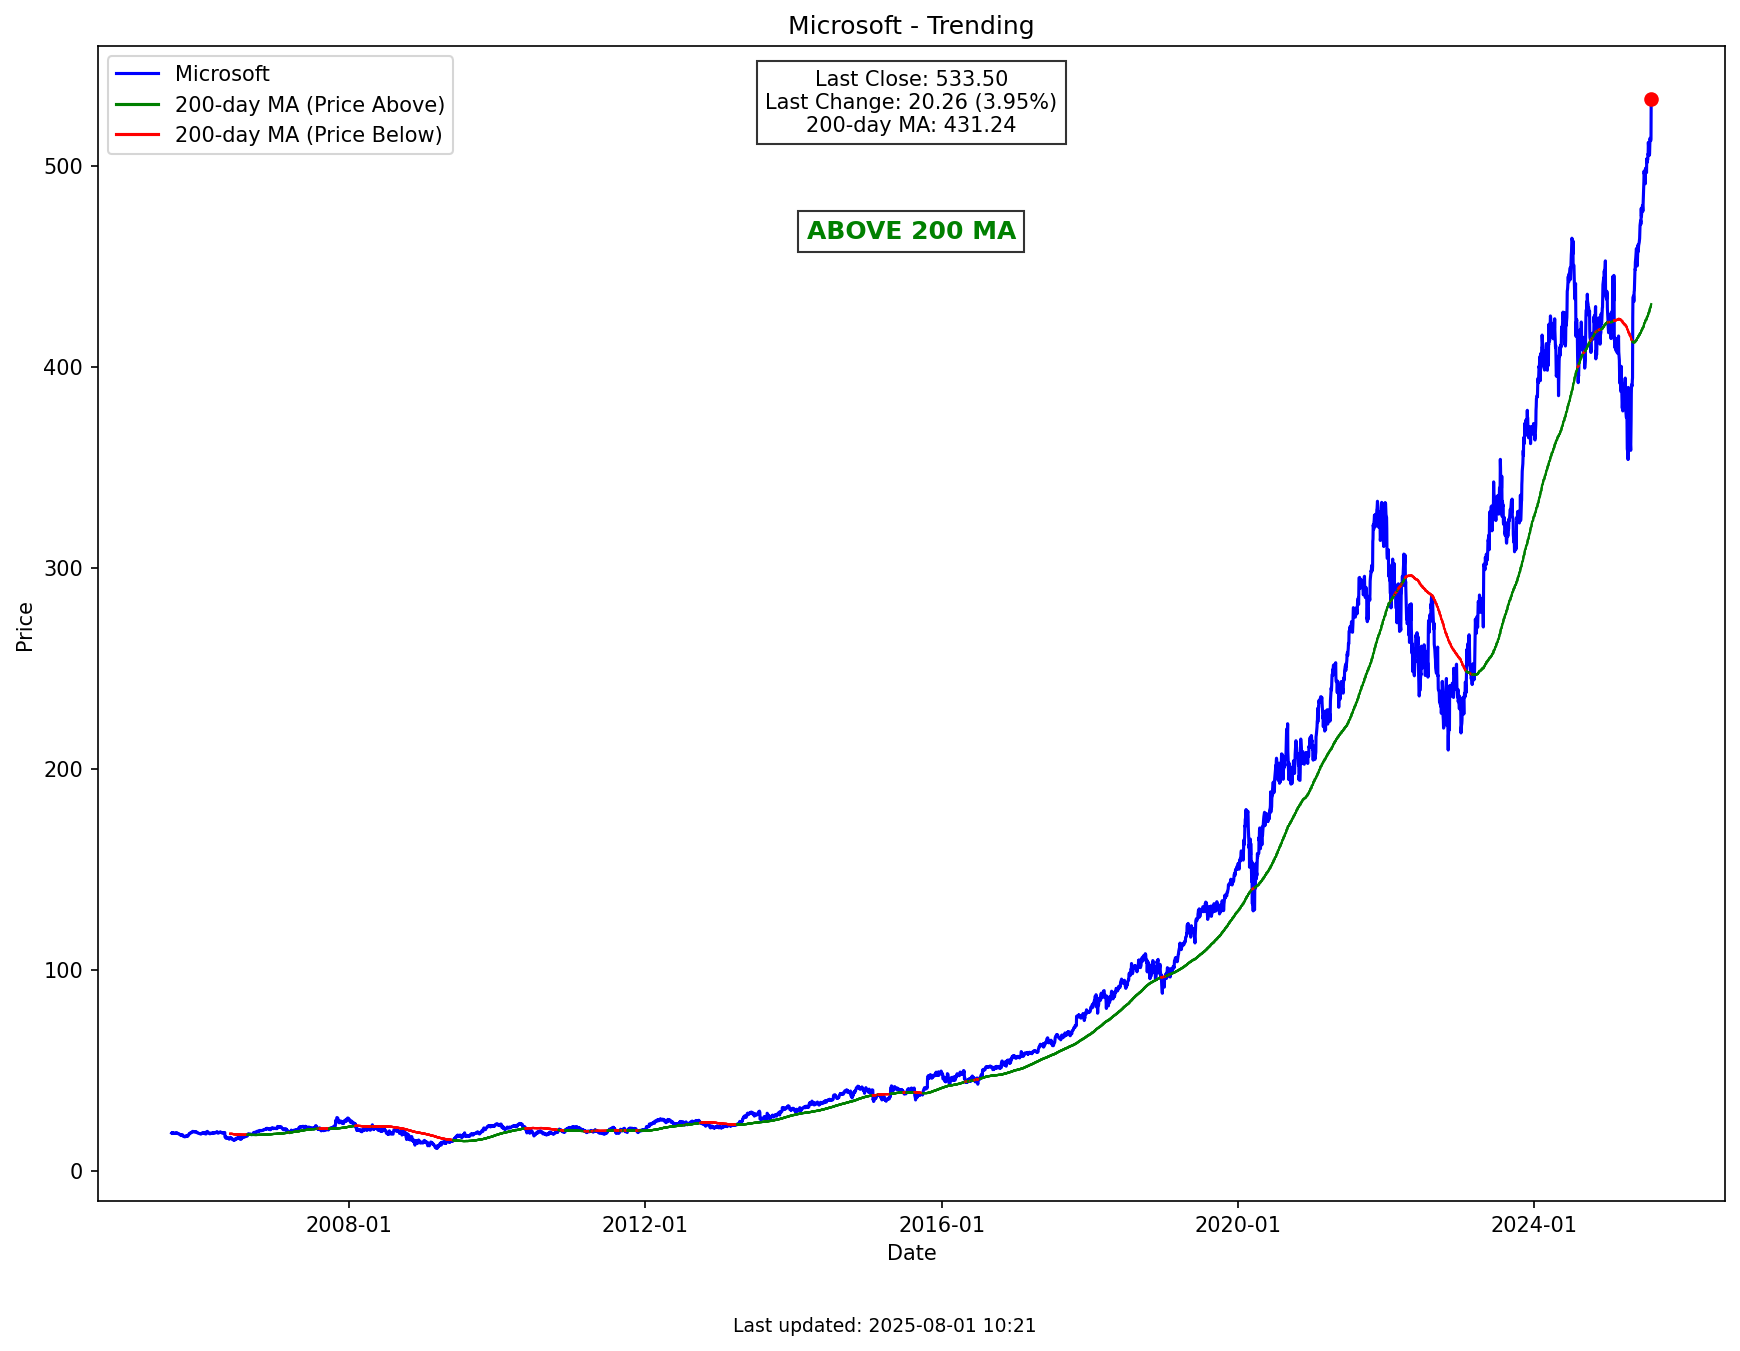 Microsoft - Trending
Microsoft
200-day MA (Price Above)
200-day MA (Price Below)
Last Close: 533.50
Last Change: 20.26 (3.95%)
200-day MA: 431.24
ABOVE 200 MA
Price
500
400
300
200
100
0
2008-01
2012-01
2016-01
2020-01
2024-01
Date
Last updated: 2025-08-01 10:21